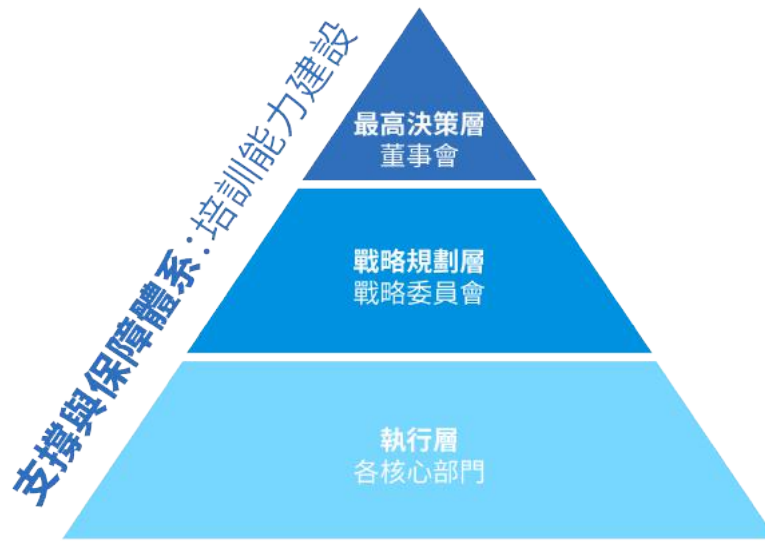 支撐與保障體系：培訓能力建設
最高決策層
董事會
戰略規劃層
戰略委員會
執行層
各核心部門